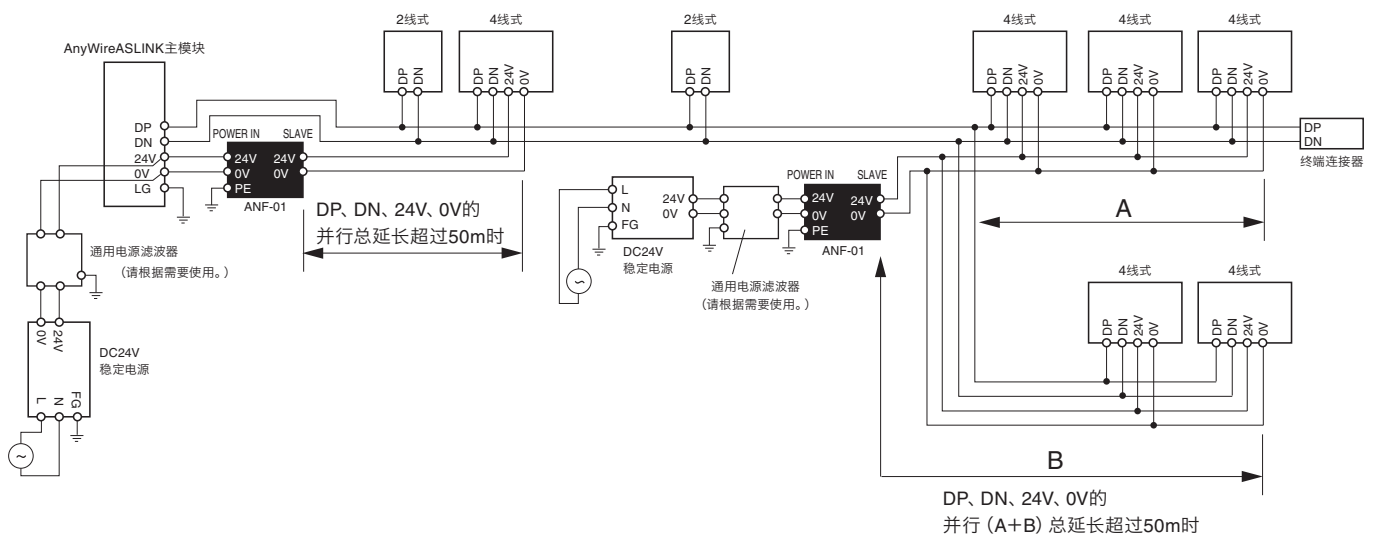 2线式
4线式
2线式
4线式
4线式
4线式
AnyWireASLINK主模块
DP
DN
DP
DN
24V
0V
DP
DN
DP
DN
24V
0V
DP
DN
24V
0V
DP
DN
24V
0V
DP
DN
24V
0V
LG
POWER IN
SLAVE
24V
0V
PE
24V
0V
ANF-01
DP
DN
终端连接器
DP、DN、24V、0V的
并行总延长超过50m时
L
N
FG
24V
0V
DC24V
稳定电源
POWER IN
SLAVE
24V
0V
PE
24V
0V
ANF-01
通用电源滤波器
（请根据需要使用。）
A
通用电源滤波器
（请根据需要使用。）
0V
24V
DC24V
稳定电源
L
N
FG
4线式
4线式
DP
DN
24V
0V
DP
DN
24V
0V
B
DP、DN、24V、0V的
并行（A＋B）总延长超过50m时